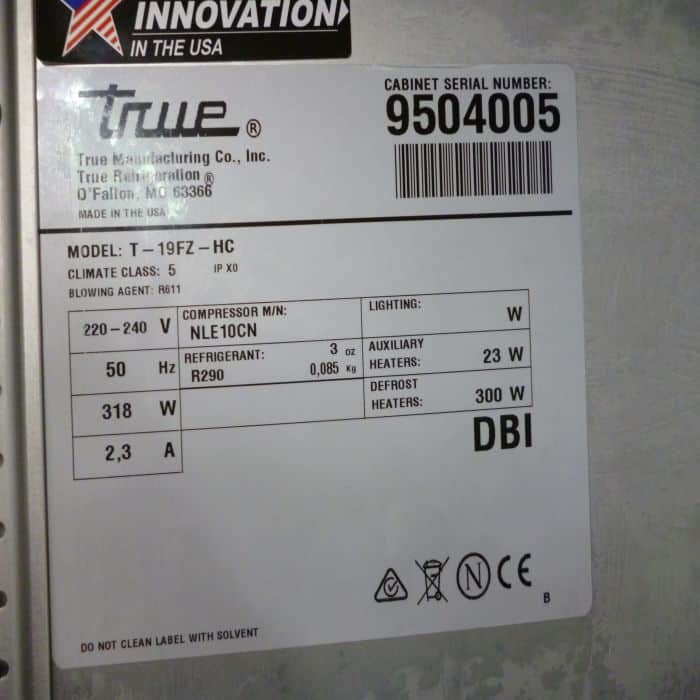 INNOVATION
IN THE USA
true®
CABINET SERIAL NUMBER:
9504005
True Manufacturing Co., Inc.
True Refrigeration ®
O'Fallon, MO 63366
MADE IN THE USA
MODEL: T-19FZ-HC
CLIMATE CLASS: 5 IP X0
BLOWING AGENT: R611
220-240 V
50 Hz
318 W
2,3 A
COMPRESSOR M/N:
NLE10CN
REFRIGERANT: 3 oz
R290 0,085 Kg
LIGHTING: W
AUXILIARY
HEATERS: 23 W
DEFROST
HEATERS: 300 W
DBI
N CE
B
DO NOT CLEAN LABEL WITH SOLVENT